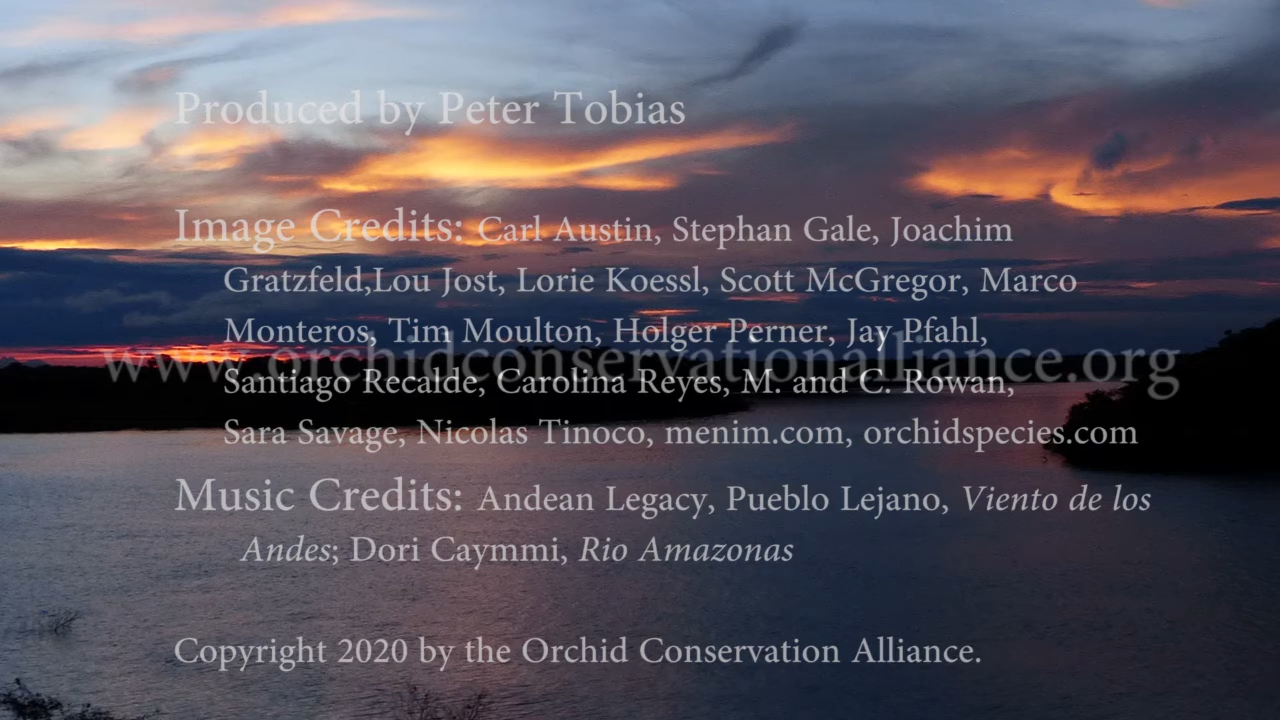 Produced by Peter Tobias
Image Credits: Carl Austin, Stephan Gale, Joachim
Gratzfeld,Lou Jost, Lorie Koessl, Scott McGregor, Marco
Monteros, Tim Moulton, Holger Perner, Jay Pfahl,
www.orchidconservationalliance.org
Santiago Recalde, Carolina Reyes, M. and C. Rowan,
Sara Savage, Nicolas Tinoco, menim.com, orchidspecies.com
Music Credits: Andean Legacy, Pueblo Lejano, Viento de los
Andes; Dori Caymmi, Rio Amazonas
Copyright 2020 by the Orchid Conservation Alliance.